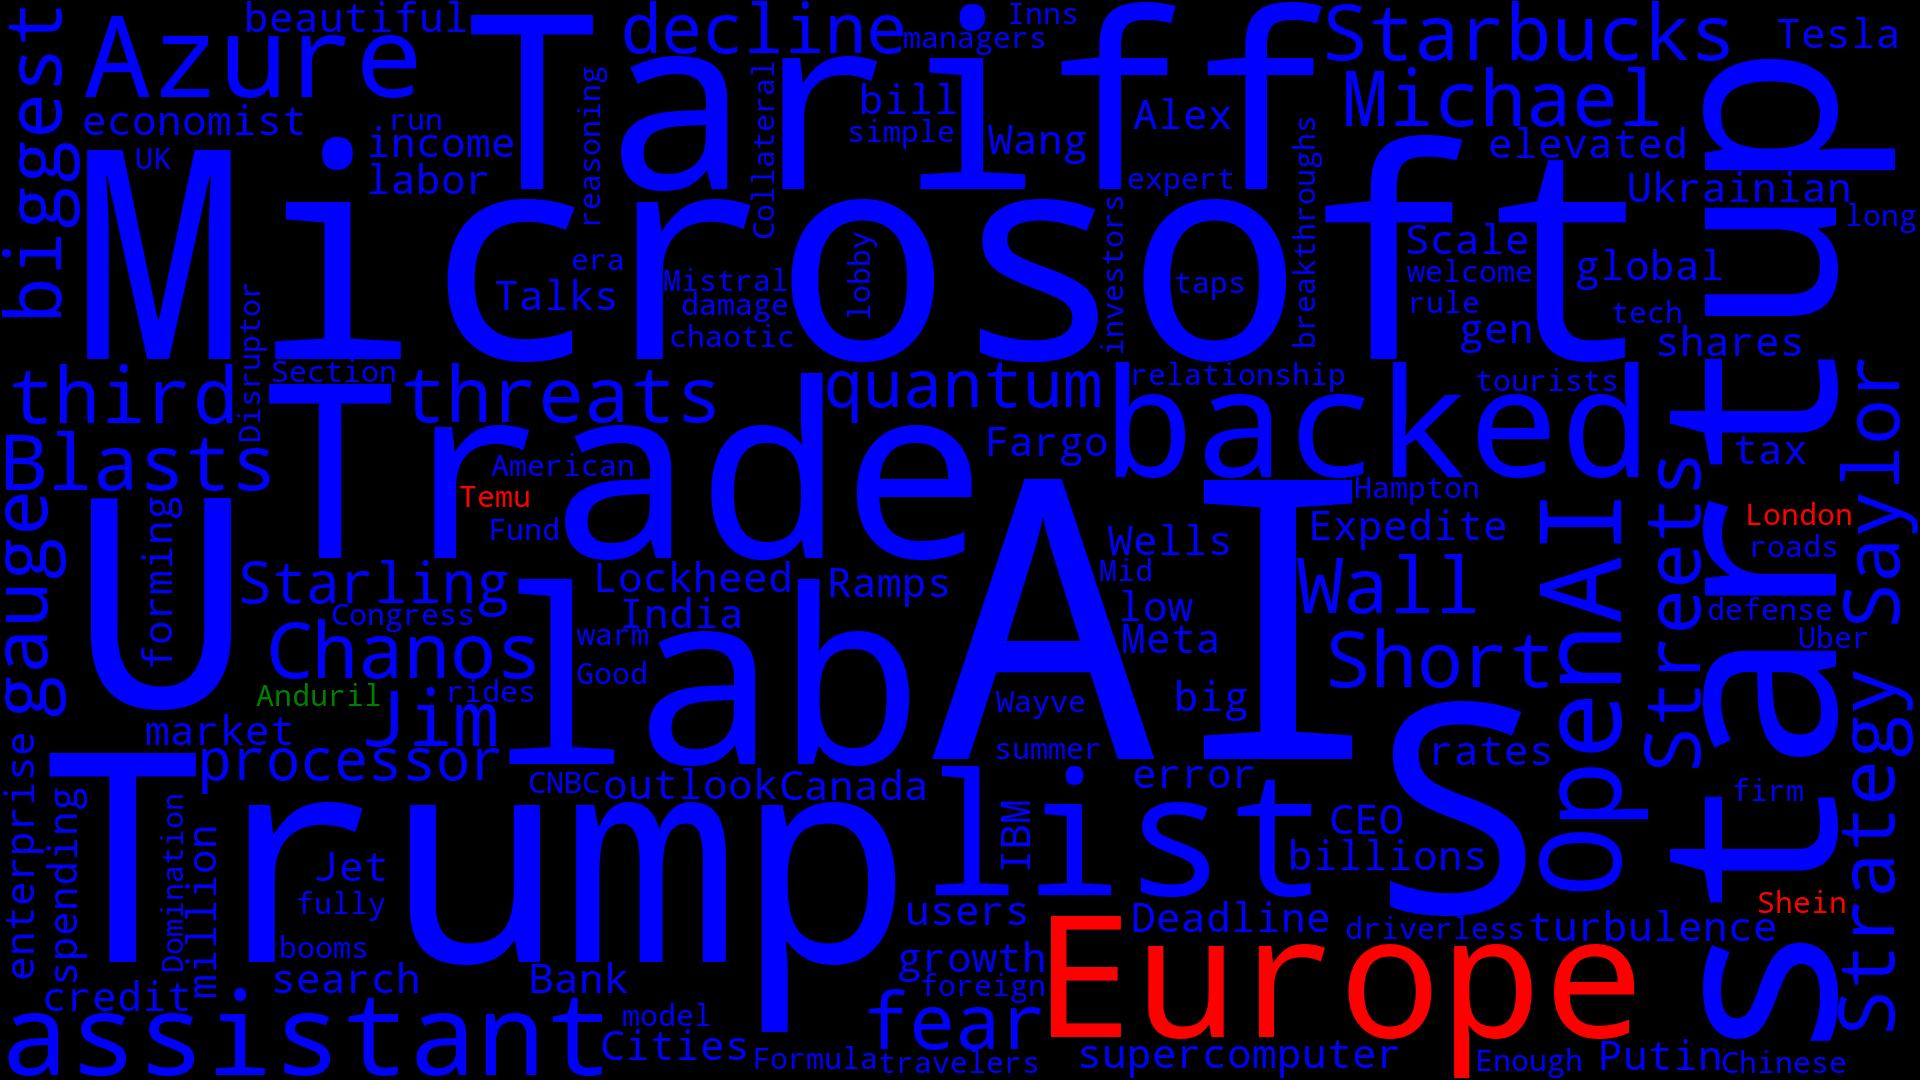 biggest
Azure
beautiful
Tariff
decline
managers
Inns
Starbucks
Tesla
economist
run
income
labor
UK
reasoning
Collateral
bill
simple
Wang
Alex
expert
breakthroughs
Michael
elevated
Ukrainian
long
startup
Microsoft
era
Talks
Mistral
damage
chaotic
lobby
investors
taps
Scale
welcome
rule
gen
global
tech
shares
Disruptor
third
Section
threats
quantum
relationship
tourists
backed
Blasts
Trade
American
Temu
Fund
Fargo
tax
Saylor
gauge
U
forming
AI
Hampton
Expedite
OpenAI
Streets
London
roads
Starling
Congress
Lockheed
India
Ramps
Wells
Mid
low
Meta
Wall
defense
Uber
Chanos
warm
Good
lab
Short
Anduril
rides
Jim
Wayve
big
summer
market
processor
S
rates
Strategy
enterprise
spending
Trump
CNBC
outlook
Canada
error
list
IBM
CEO
billions
firm
Domination
million
Jet
fully
booms
search
Bank
users
growth
foreign
Deadline
driverless
turbulence
Shein
credit
assistant
model
Cities
Formula
travelers
fear
Europe
supercomputer
Enough
Putin
Chinese